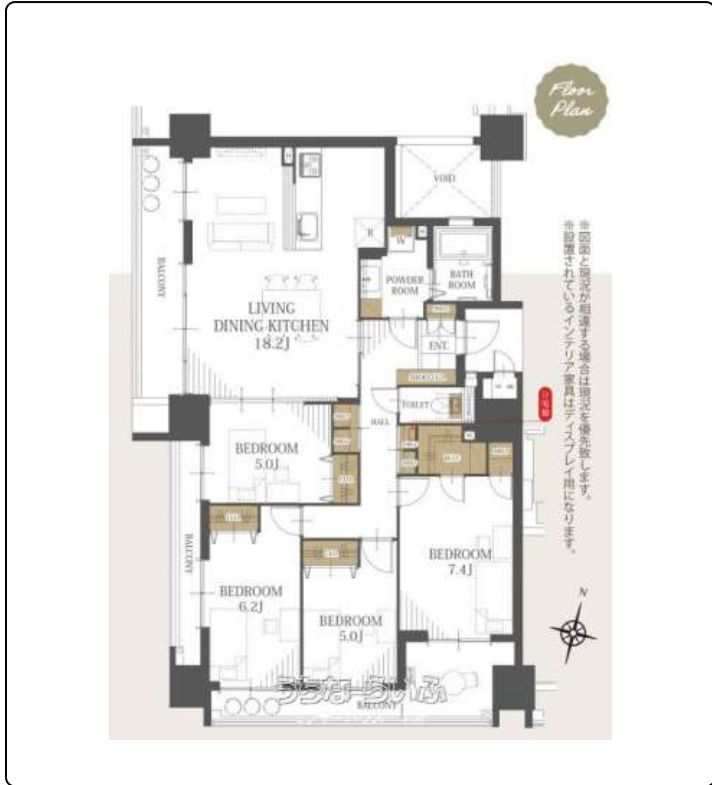 Floor
Plan
VOID
R
W
BALCONY
POWDER
ROOM
BATH
ROOM
LIVING
DINING KITCHEN
18.2J
ENT.
TOILET
HALL
BEDROOM
5.0J
BALCONY
BEDROOM
7.4J
BEDROOM
6.2J
BEDROOM
5.0J
BALCONY
うちなーらいふ
N
※図面と現況が相違する場合は現況を優先致します。
※設置されているインテリア家具はディスプレイ用になります。